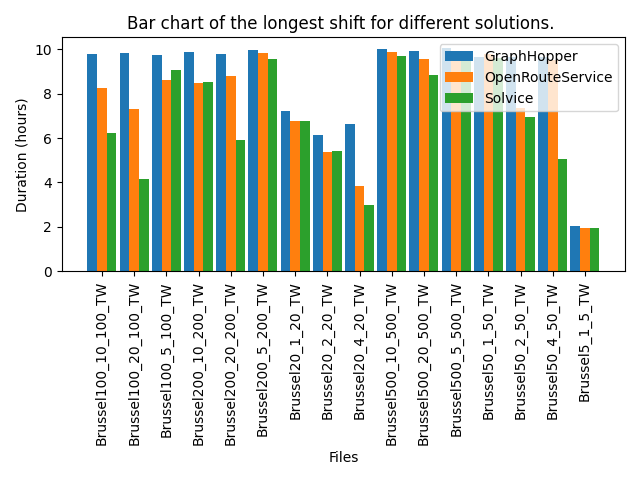 Bar chart of the longest shift for different solutions.
GraphHopper
OpenRouteService
Solvice
Duration (hours)
10
8
6
4
2
0
Brussel100_10_100_TW
Brussel100_20_100_TW
Brussel100_5_100_TW
Brussel200_10_200_TW
Brussel200_20_200_TW
Brussel200_5_200_TW
Brussel20_1_20_TW
Brussel20_2_20_TW
Brussel20_4_20_TW
Brussel500_10_500_TW
Brussel500_20_500_TW
Brussel500_5_500_TW
Brussel50_1_50_TW
Brussel50_2_50_TW
Brussel50_4_50_TW
Brussel5_1_5_TW
Files